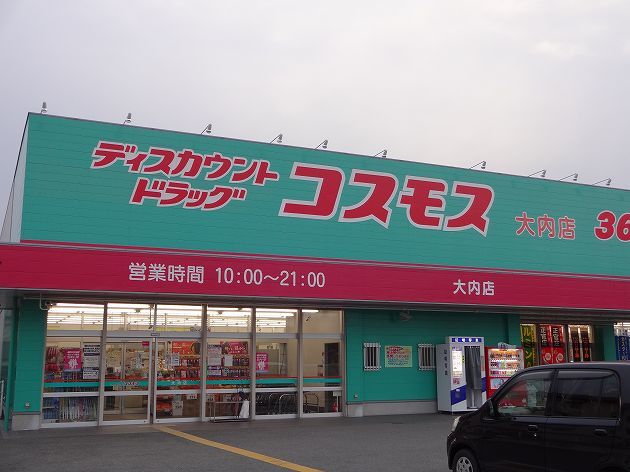 ディスカウント
ドラッグ
コスモス
大内店
36
営業時間 10:00〜21:00
大内店